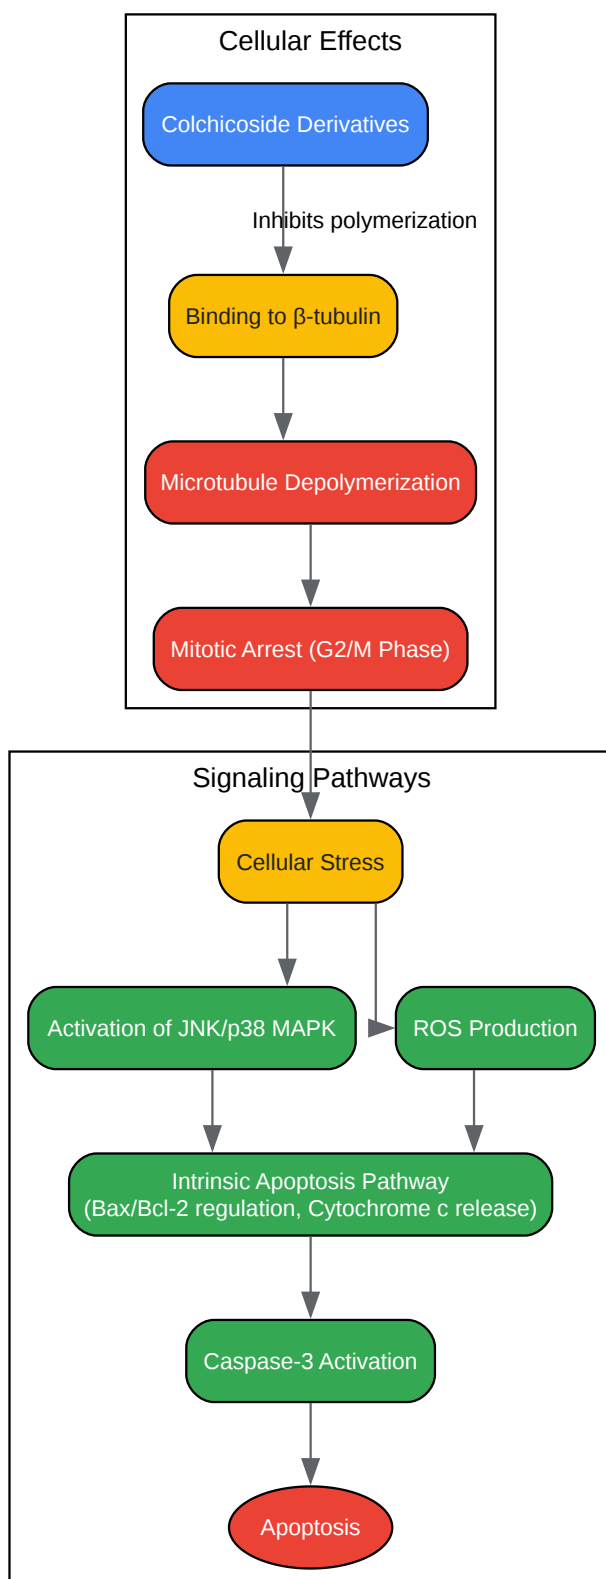 Cellular Effects
Colchicoside Derivatives
Inhibits polymerization
Binding to β-tubulin
Microtubule Depolymerization
Mitotic Arrest (G2/M Phase)
Signaling Pathways
Cellular Stress
Activation of JNK/p38 MAPK
ROS Production
Intrinsic Apoptosis Pathway
(Bax/Bcl-2 regulation, Cytochrome c release)
Caspase-3 Activation
Apoptosis